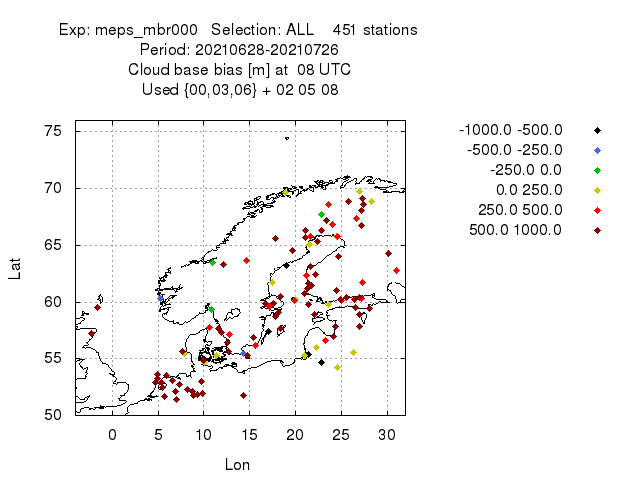 Exp: meps_mbr000 Selection: ALL 451 stations
Period: 20210628-20210726
Cloud base bias [m] at 08 UTC
Used {00,03,06} + 02 05 08
-1000.0 -500.0
-500.0 -250.0
-250.0 0.0
0.0 250.0
250.0 500.0
500.0 1000.0
Lat
75
70
65
60
55
50
0 5 10 15 20 25 30
Lon